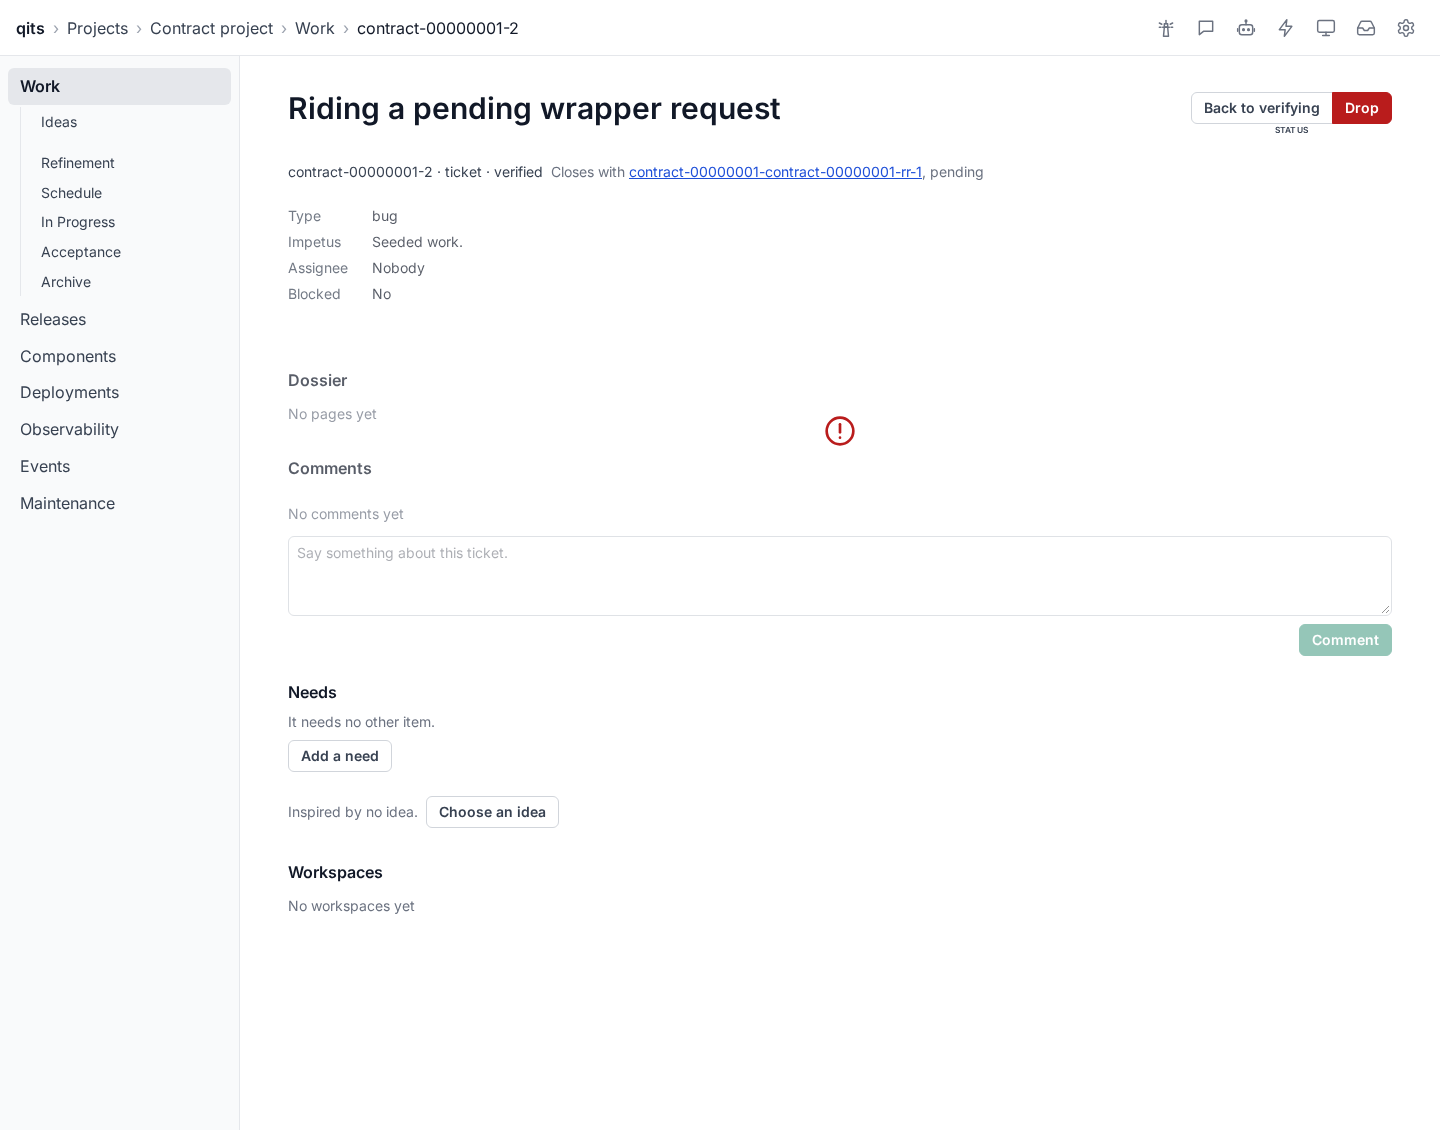 qits › Projects › Contract project › Work › contract-00000001-2
Work
Ideas
Refinement
Schedule
In Progress
Acceptance
Archive
Releases
Components
Deployments
Observability
Events
Maintenance
Riding a pending wrapper request
Back to verifying Drop
STATUS
contract-00000001-2 · ticket · verified Closes with contract-00000001-contract-00000001-rr-1, pending
Type bug
Impetus Seeded work.
Assignee Nobody
Blocked No
Dossier
No pages yet
Comments
No comments yet
Say something about this ticket.
Comment
Needs
It needs no other item.
Add a need
Inspired by no idea. Choose an idea
Workspaces
No workspaces yet